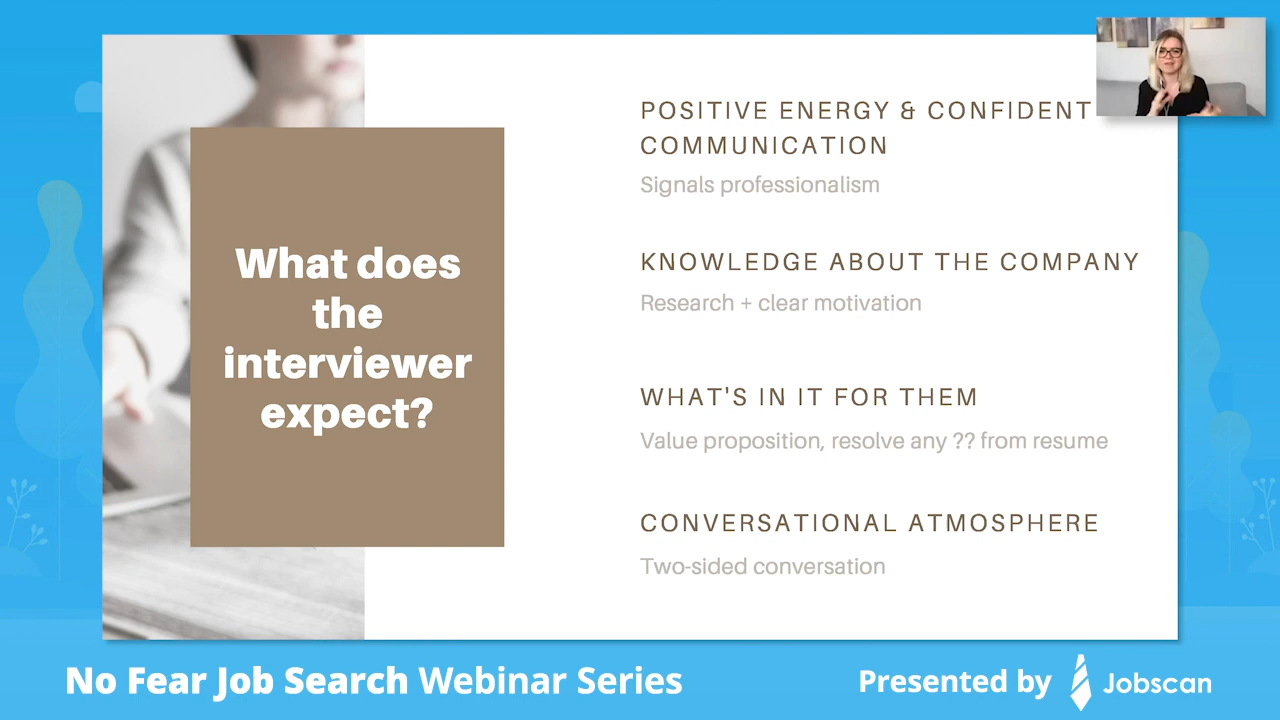 What does
the
interviewer
expect?
POSITIVE ENERGY & CONFIDENT
COMMUNICATION
Signals professionalism
KNOWLEDGE ABOUT THE COMPANY
Research + clear motivation
WHAT'S IN IT FOR THEM
Value proposition, resolve any ?? from resume
CONVERSATIONAL ATMOSPHERE
Two-sided conversation
No Fear Job Search Webinar Series
Presented by Jobscan